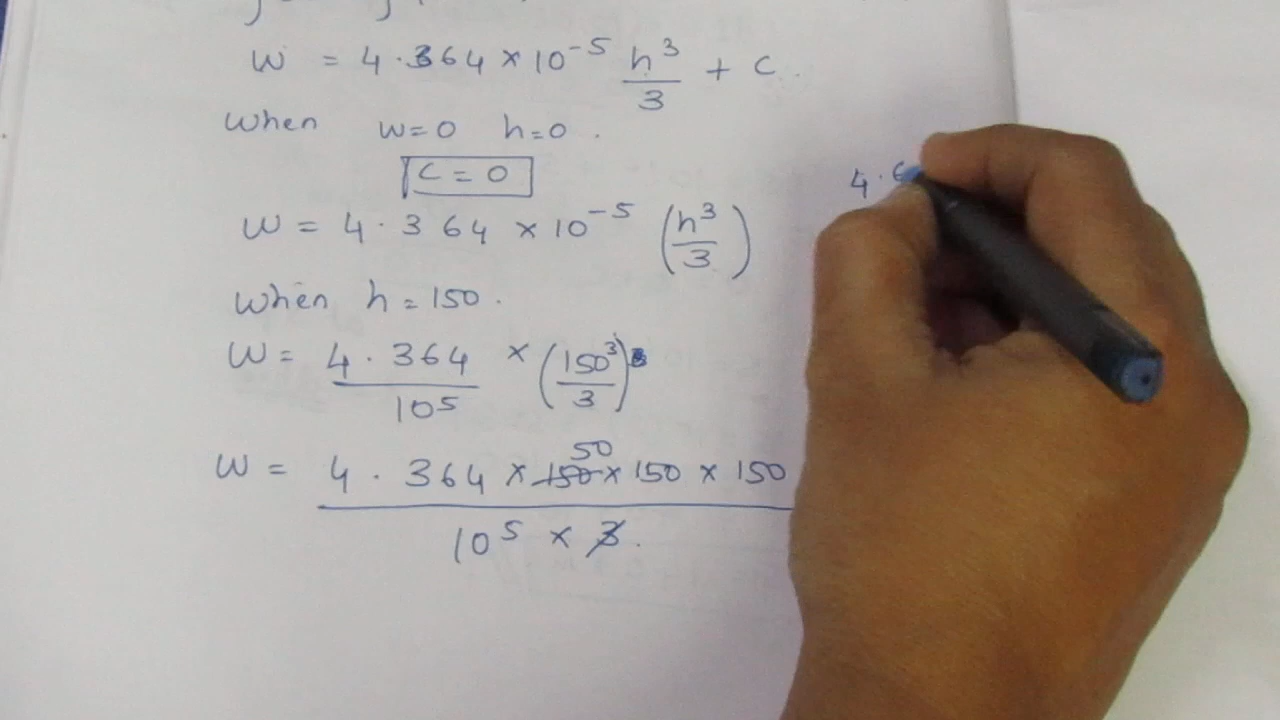 W = 4.364 × 10⁻⁵ h³/3 + C.
When W=0 h=0.
C = 0
W = 4.364 × 10⁻⁵ (h³/3)
When h = 150.
W = 4.364/10⁵ × (150³/3)
50
W = 4.364 × 150 × 150 × 150
10⁵ × 3.
4.